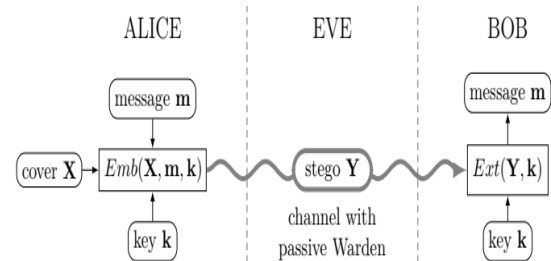 ALICE
EVE
BOB
message m
message m
cover X
Emb(X, m, k)
stego Y
Ext(Y, k)
channel with
passive Warden
key k
key k